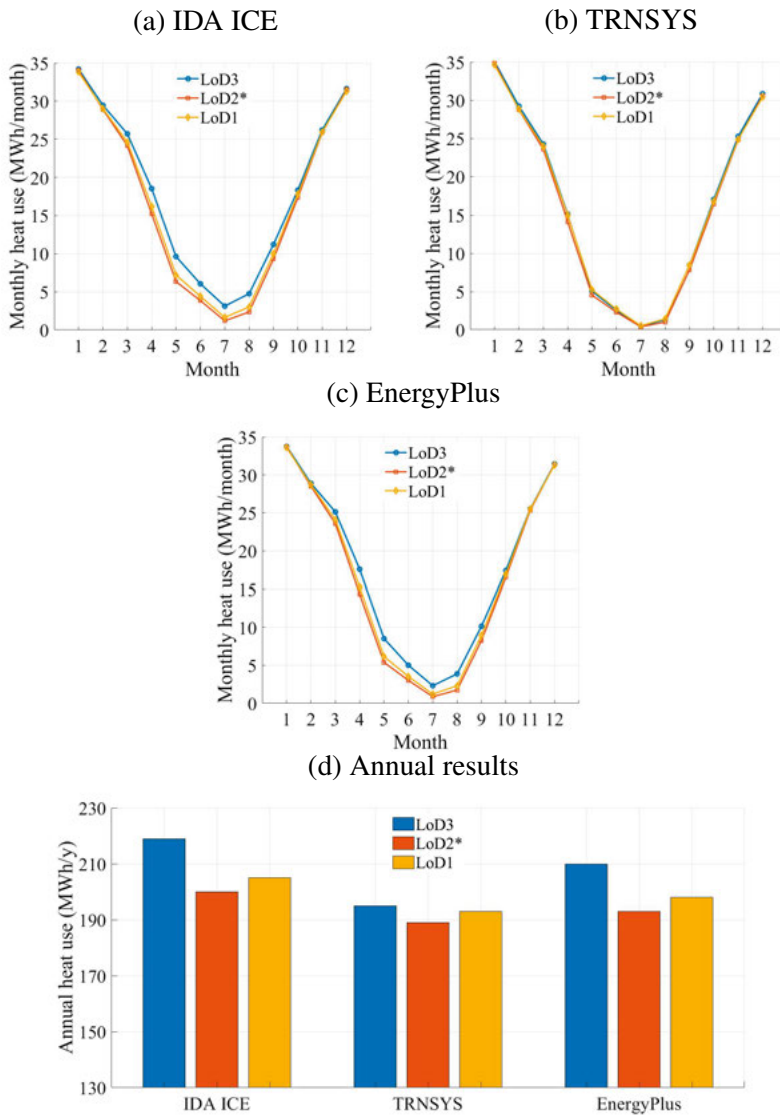 (a) IDA ICE
(b) TRNSYS
Monthly heat use (MWh/month)
35
30
25
20
15
10
5
0
LoD3
LoD2*
LoD1
1 2 3 4 5 6 7 8 9 10 11 12
Month
Monthly heat use (MWh/month)
35
30
25
20
15
10
5
0
LoD3
LoD2*
LoD1
1 2 3 4 5 6 7 8 9 10 11 12
Month
(c) EnergyPlus
Monthly heat use (MWh/month)
35
30
25
20
15
10
5
0
LoD3
LoD2*
LoD1
1 2 3 4 5 6 7 8 9 10 11 12
Month
(d) Annual results
Annual heat use (MWh/y)
230
210
190
170
150
130
LoD3
LoD2*
LoD1
IDA ICE TRNSYS EnergyPlus